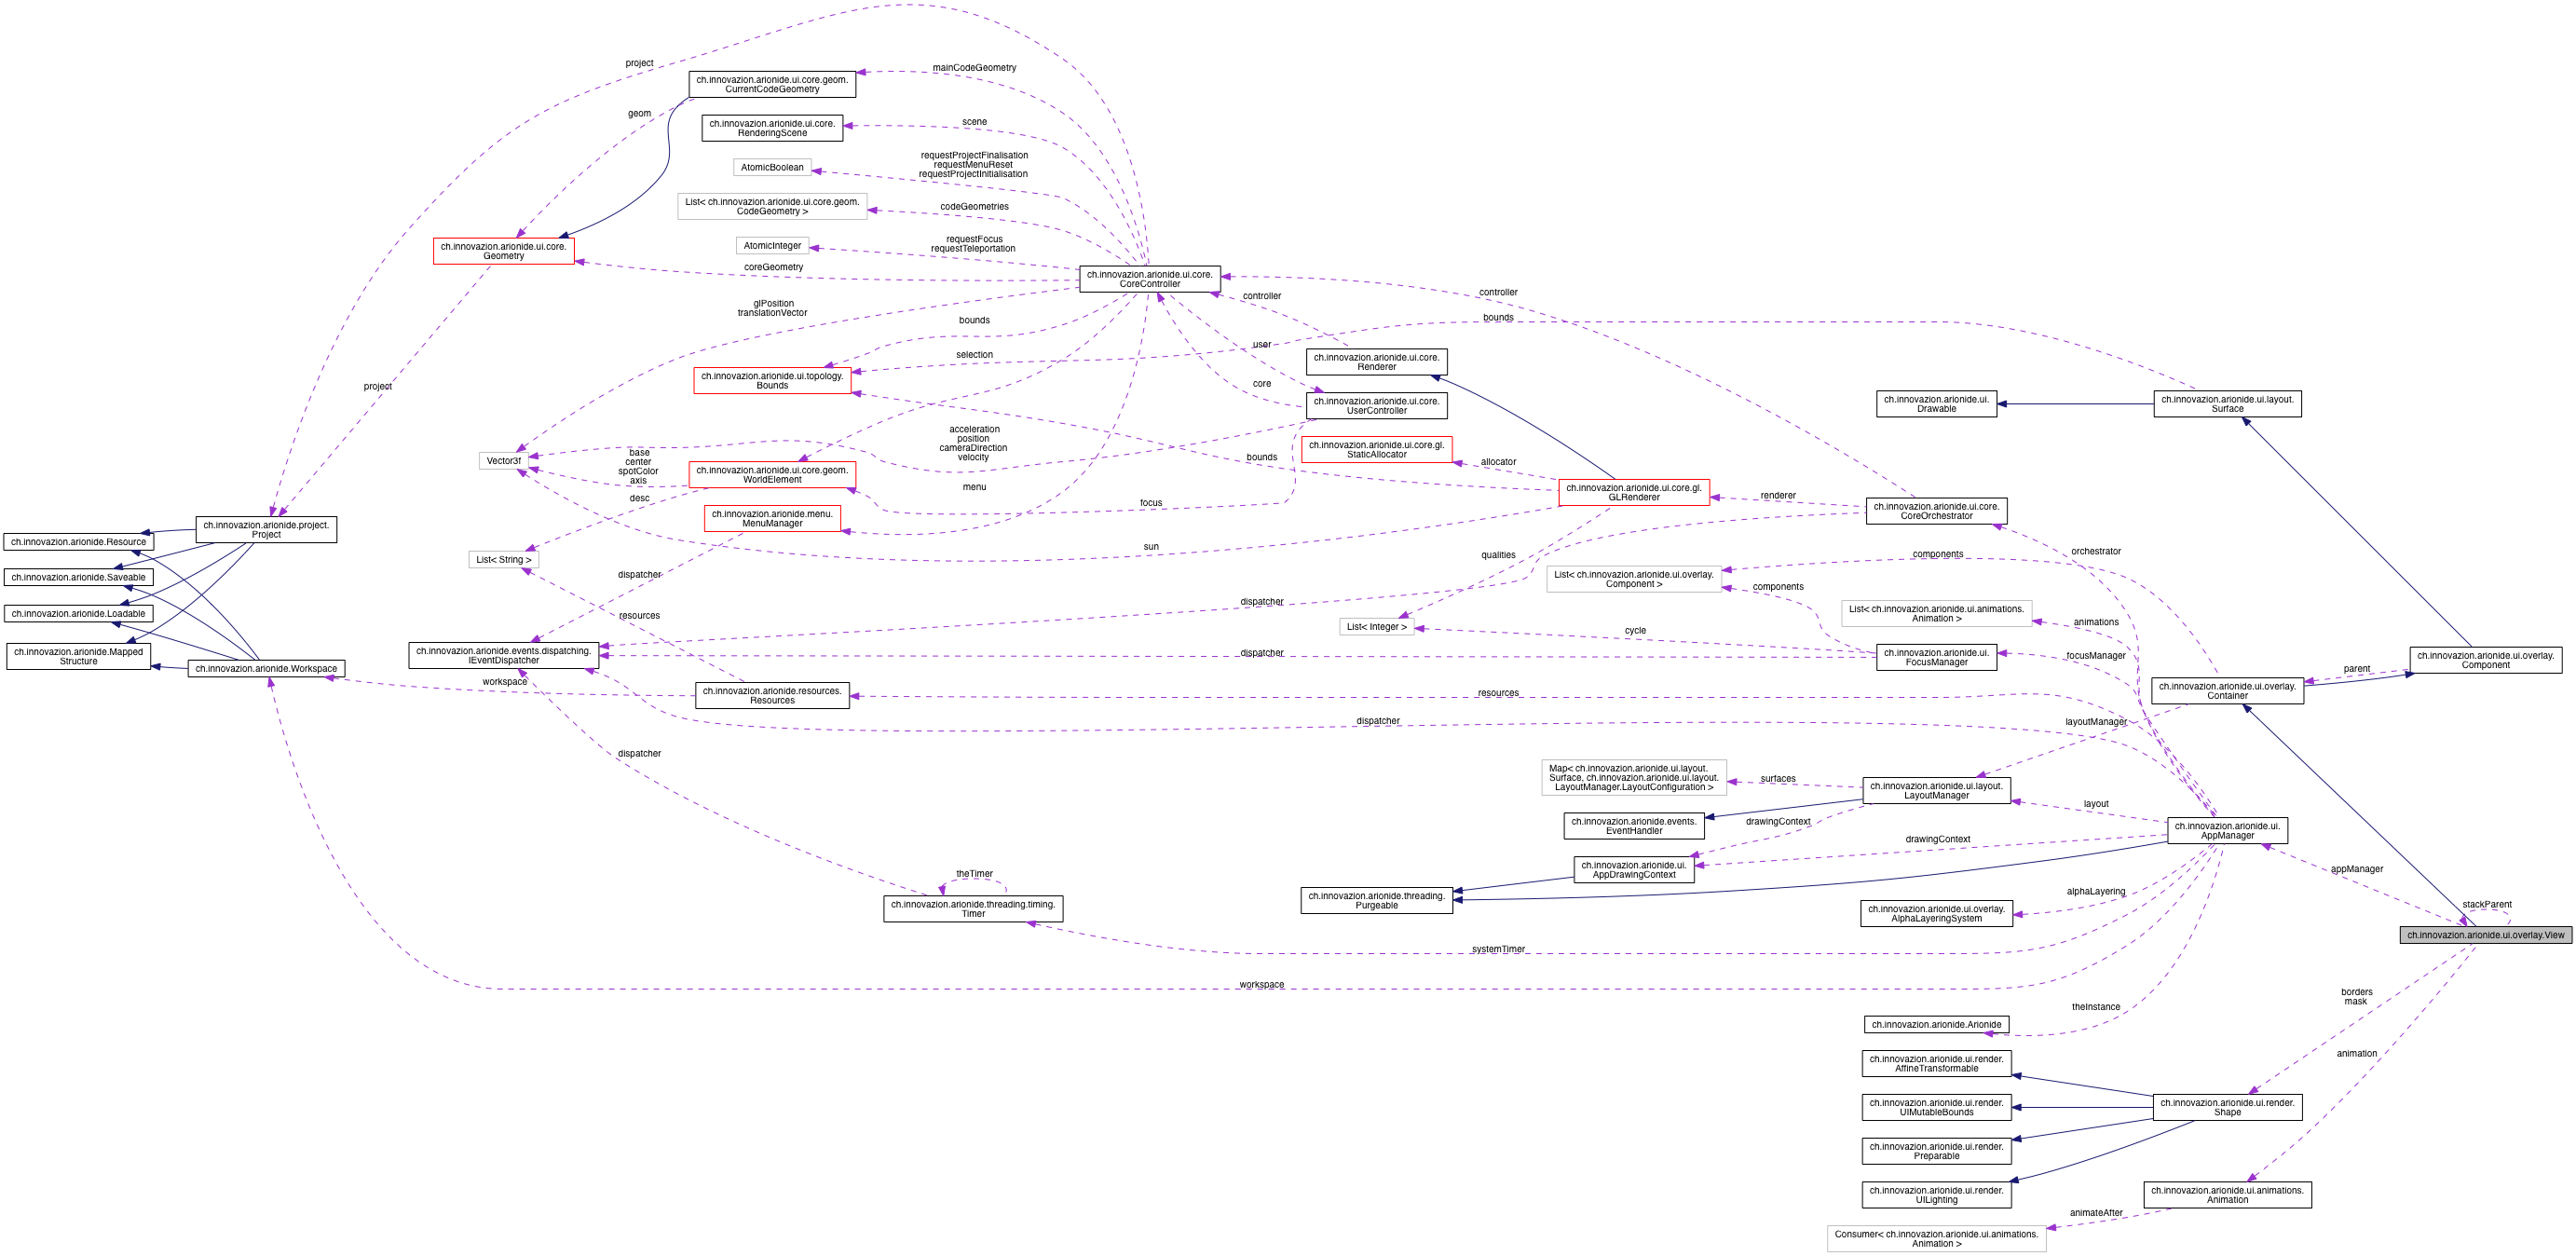 project
ch.innovazion.arionide.ui.core.geom.
CurrentCodeGeometry
mainCodeGeometry
geom
ch.innovazion.arionide.ui.core.
RenderingScene
scene
AtomicBoolean
requestProjectFinalisation
requestMenuReset
requestProjectInitialisation
List< ch.innovazion.arionide.ui.core.geom.
CodeGeometry >
codeGeometries
ch.innovazion.arionide.ui.core.
Geometry
AtomicInteger
requestFocus
requestTeleportation
coreGeometry
ch.innovazion.arionide.ui.core.
CoreController
glPosition
translationVector
controller
controller
bounds
bounds
selection
user
ch.innovazion.arionide.ui.core.
Renderer
project
ch.innovazion.arionide.ui.topology.
Bounds
core
ch.innovazion.arionide.ui.core.
UserController
ch.innovazion.arionide.ui.
Drawable
ch.innovazion.arionide.ui.layout.
Surface
acceleration
position
cameraDirection
velocity
ch.innovazion.arionide.ui.core.gl.
StaticAllocator
Vector3f
base
center
spotColor
axis
ch.innovazion.arionide.ui.core.geom.
WorldElement
bounds
allocator
menu
desc
focus
ch.innovazion.arionide.ui.core.gl.
GLRenderer
renderer
ch.innovazion.arionide.ui.core.
CoreOrchestrator
ch.innovazion.arionide.menu.
MenuManager
ch.innovazion.arionide.project.
Project
ch.innovazion.arionide.Resource
sun
qualities
List< String >
components
orchestrator
ch.innovazion.arionide.Saveable
dispatcher
List< ch.innovazion.arionide.ui.overlay.
Component >
components
ch.innovazion.arionide.Loadable
resources
dispatcher
List< ch.innovazion.arionide.ui.animations.
Animation >
animations
List< Integer >
cycle
ch.innovazion.arionide.Mapped
Structure
ch.innovazion.arionide.events.dispatching.
IEventDispatcher
dispatcher
ch.innovazion.arionide.ui.
FocusManager
focusManager
ch.innovazion.arionide.ui.overlay.
Component
ch.innovazion.arionide.Workspace
workspace
ch.innovazion.arionide.resources.
Resources
resources
parent
ch.innovazion.arionide.ui.overlay.
Container
dispatcher
layoutManager
dispatcher
Map< ch.innovazion.arionide.ui.layout.
Surface, ch.innovazion.arionide.ui.layout.
LayoutManager.LayoutConfiguration >
surfaces
ch.innovazion.arionide.ui.layout.
LayoutManager
layout
ch.innovazion.arionide.events.
EventHandler
drawingContext
ch.innovazion.arionide.ui.
AppManager
drawingContext
ch.innovazion.arionide.ui.
AppDrawingContext
appManager
theTimer
ch.innovazion.arionide.threading.
Purgeable
alphaLayering
stackParent
ch.innovazion.arionide.threading.timing.
Timer
ch.innovazion.arionide.ui.overlay.
AlphaLayeringSystem
ch.innovazion.arionide.ui.overlay.View
systemTimer
workspace
borders
mask
theInstance
ch.innovazion.arionide.Arionide
animation
ch.innovazion.arionide.ui.render.
AffineTransformable
ch.innovazion.arionide.ui.render.
UIMutableBounds
ch.innovazion.arionide.ui.render.
Shape
ch.innovazion.arionide.ui.render.
Preparable
ch.innovazion.arionide.ui.render.
UILighting
ch.innovazion.arionide.ui.animations.
Animation
animateAfter
Consumer< ch.innovazion.arionide.ui.animations.
Animation >